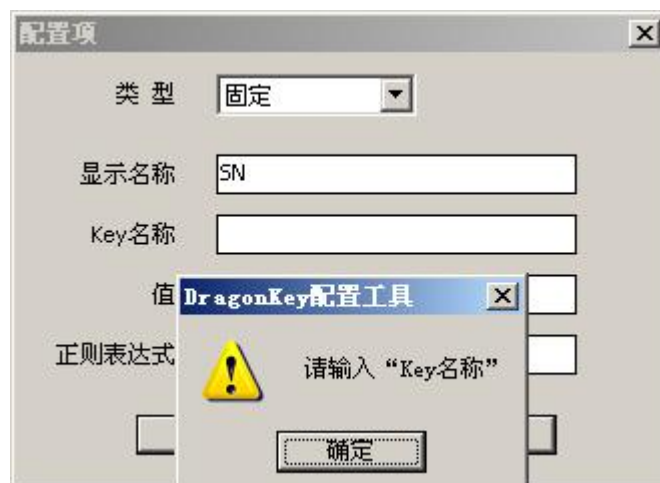 配置项
类 型
固定
显示名称
SN
Key名称
值
DragonKey配置工具
正则表达式
请输入“Key名称”
确定